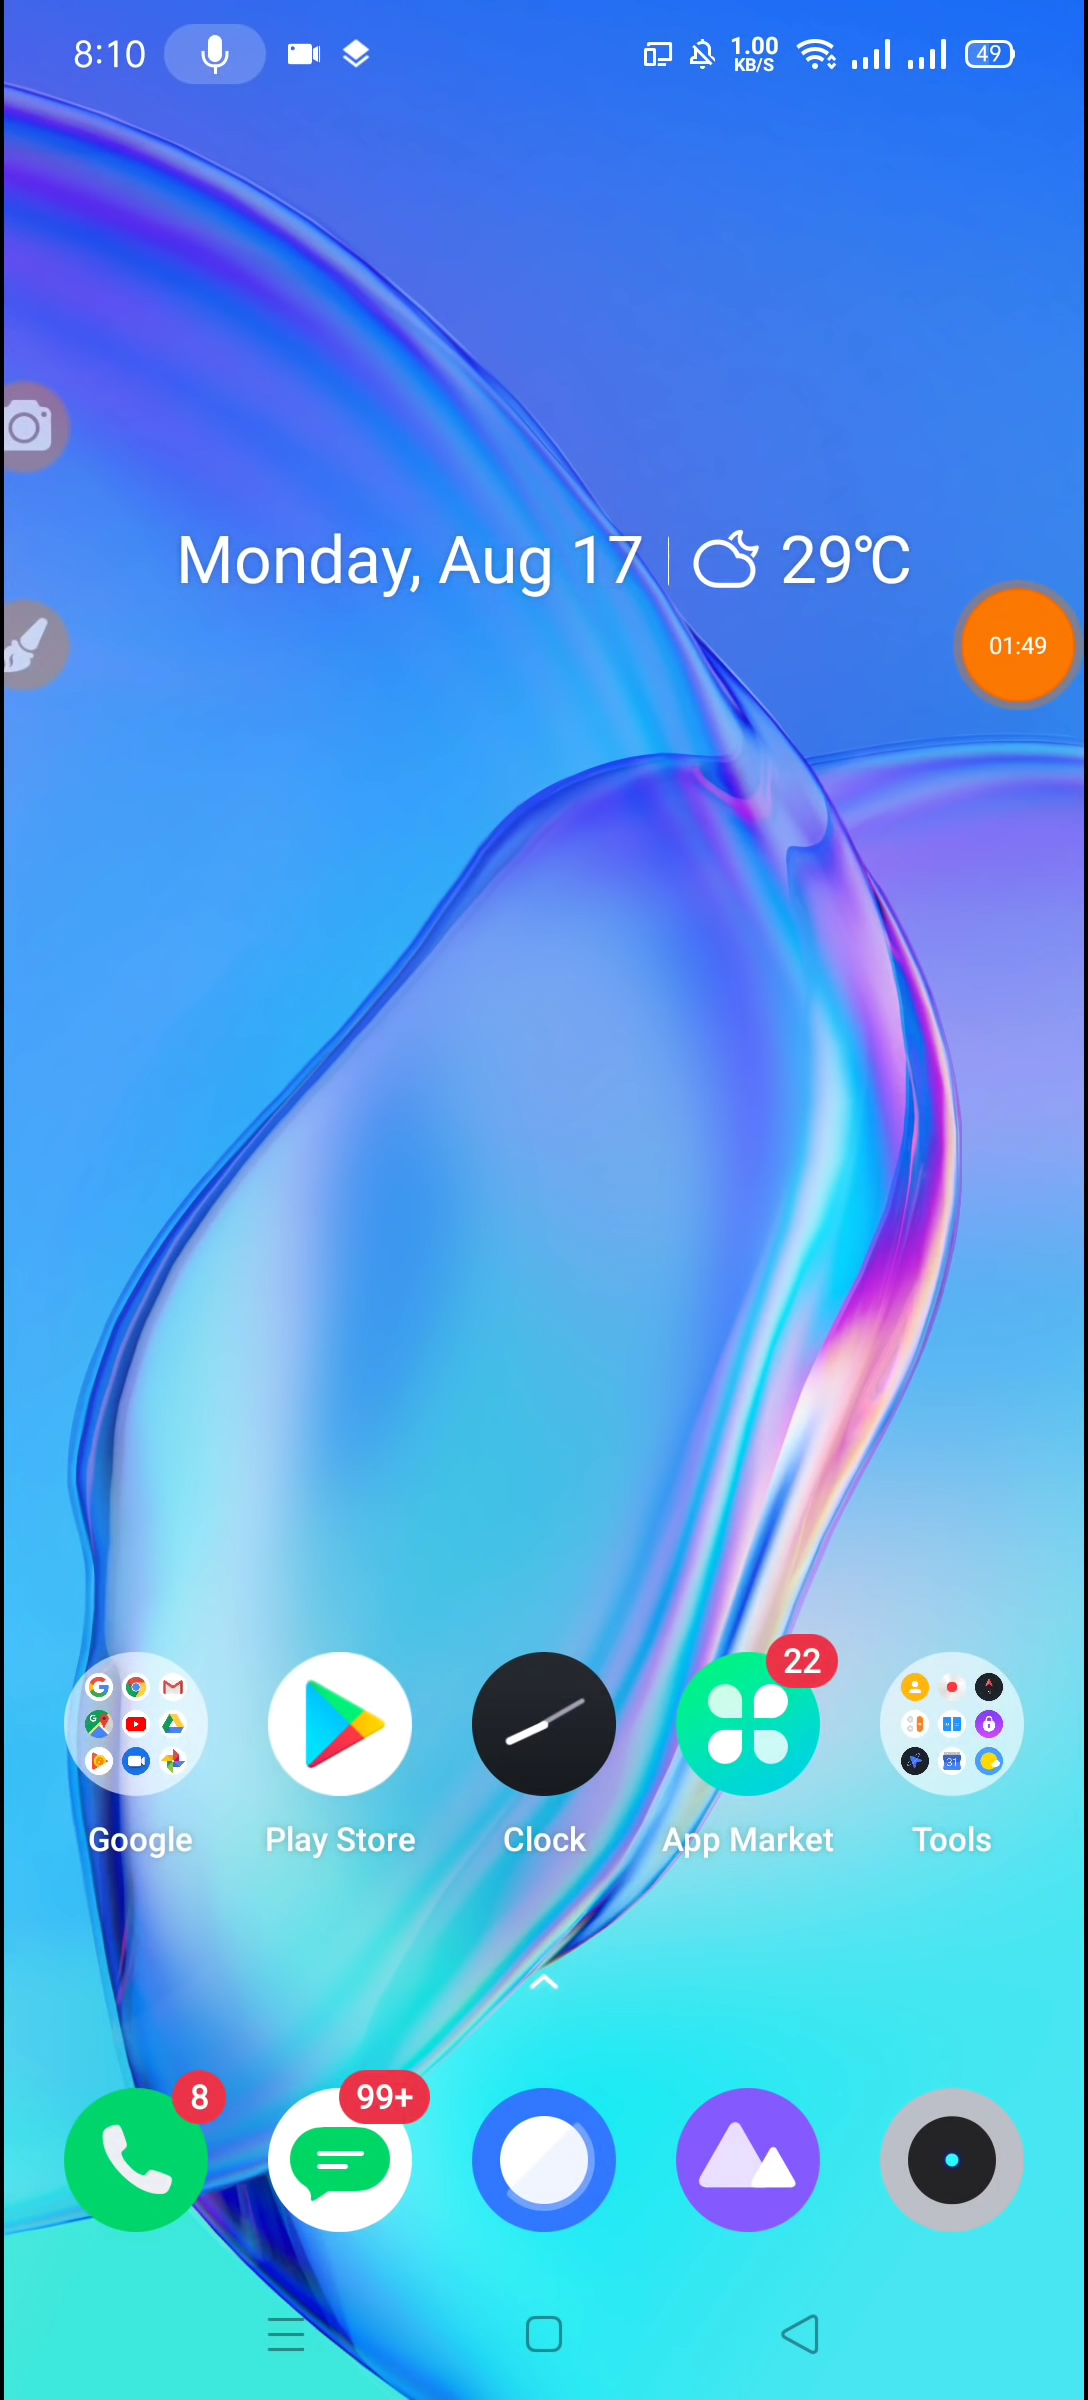 8:10
1.00
KB/S
49
Monday, Aug 17 29℃
01:49
22
Google
Play Store
Clock
App Market
Tools
8
99+